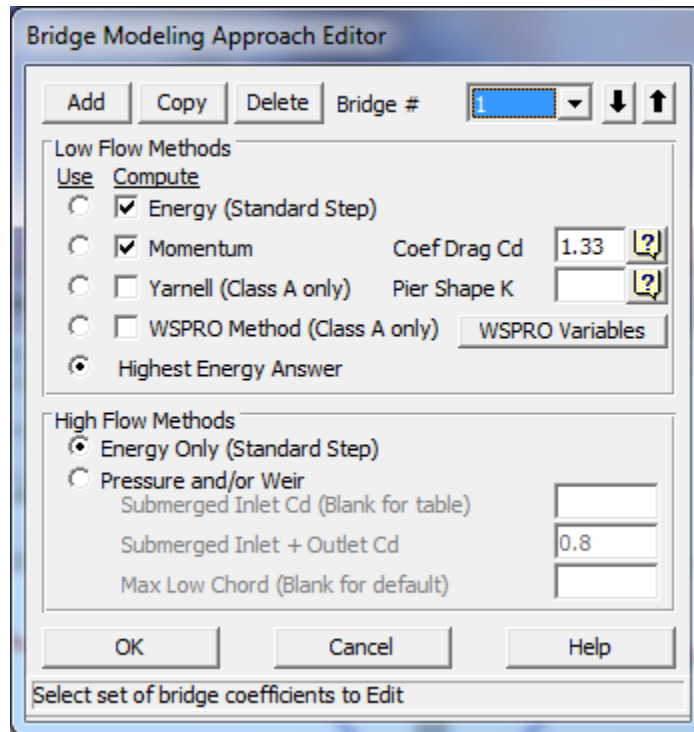 Bridge Modeling Approach Editor
Add Copy Delete Bridge # 1
Low Flow Methods
Use Compute
Energy (Standard Step)
Momentum Coef Drag Cd 1.33 ?
Yarnell (Class A only) Pier Shape K ?
WSPRO Method (Class A only) WSPRO Variables
Highest Energy Answer
High Flow Methods
Energy Only (Standard Step)
Pressure and/or Weir
Submerged Inlet Cd (Blank for table)
Submerged Inlet + Outlet Cd 0.8
Max Low Chord (Blank for default)
OK Cancel Help
Select set of bridge coefficients to Edit